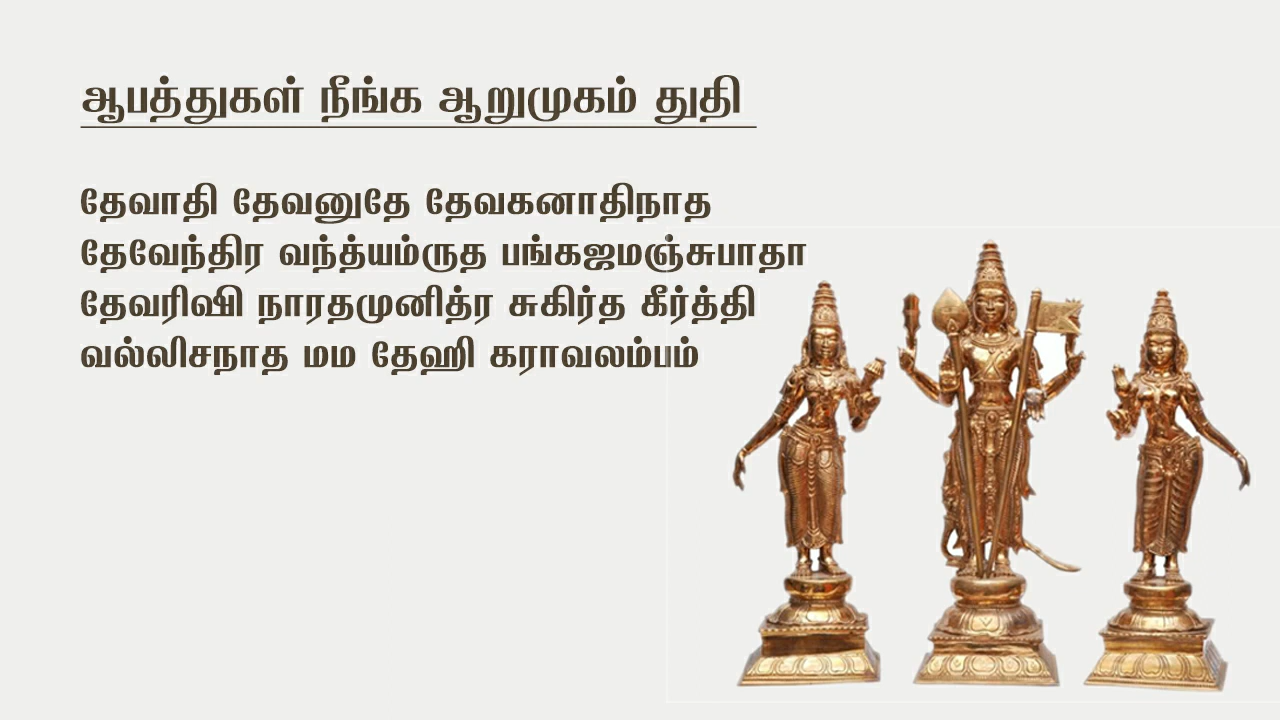 ஆபத்துகள் நீங்க ஆறுமுகம் துதி
தேவாதி தேவனுதே தேவகனாதிநாத
தேவேந்திர வந்த்யம்ருத பங்கஜமஞ்சுபாதா
தேவரிஷி நாரதமுனித்ர சுகிர்த கீர்த்தி
வல்லிசநாத மம தேஹி கராவலம்பம்